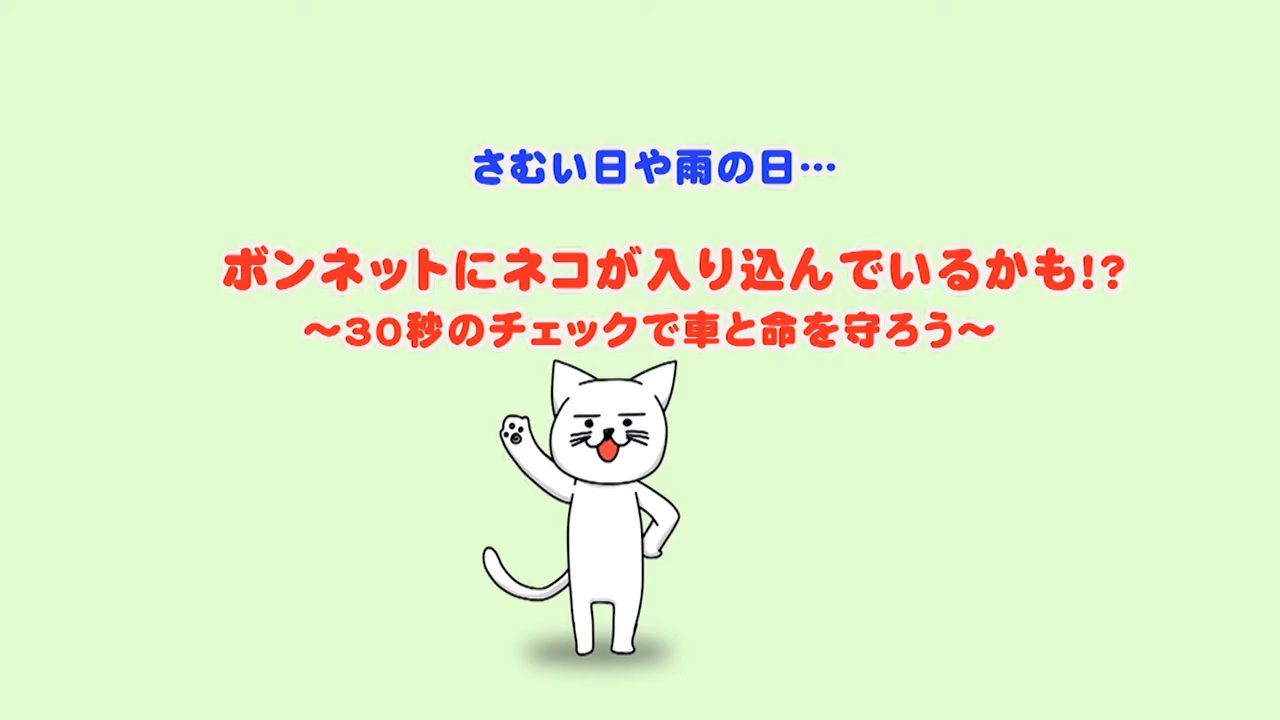 さむい日や雨の日…
ボンネットにネコが入り込んでいるかも!?
～30秒のチェックで車と命を守ろう～